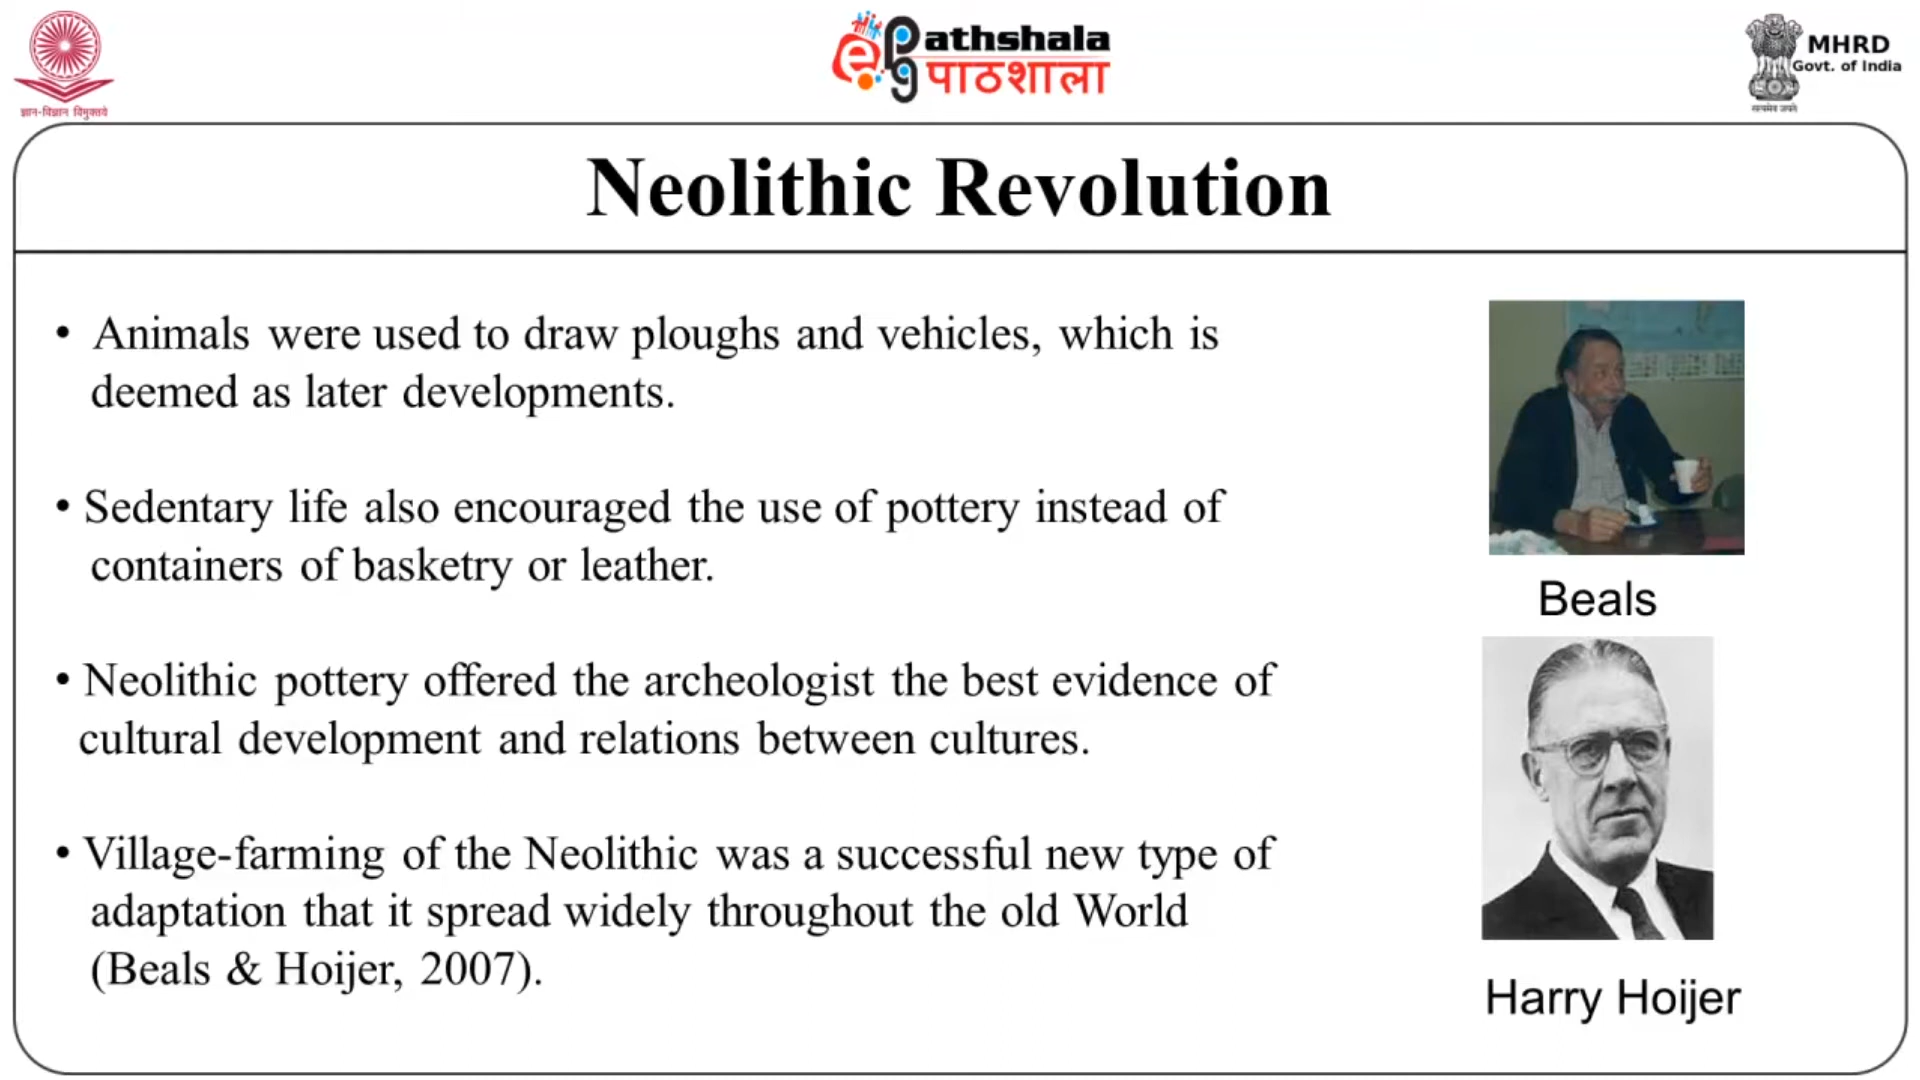 ज्ञान-विज्ञान विमुक्तये
ePG Pathshala
पाठशाला
MHRD
Govt. of India
सत्यमेव जयते
Neolithic Revolution
• Animals were used to draw ploughs and vehicles, which is
deemed as later developments.
• Sedentary life also encouraged the use of pottery instead of
containers of basketry or leather.
• Neolithic pottery offered the archeologist the best evidence of
cultural development and relations between cultures.
• Village-farming of the Neolithic was a successful new type of
adaptation that it spread widely throughout the old World
(Beals & Hoijer, 2007).
Beals
Harry Hoijer